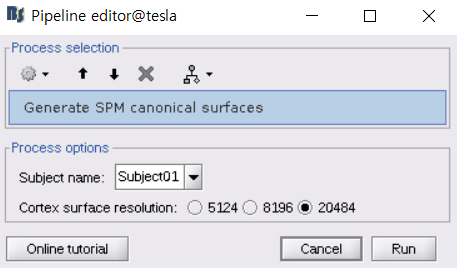 Pipeline editor@tesla
Process selection
Generate SPM canonical surfaces
Process options
Subject name: Subject01
Cortex surface resolution: 5124 8196 20484
Online tutorial Cancel Run